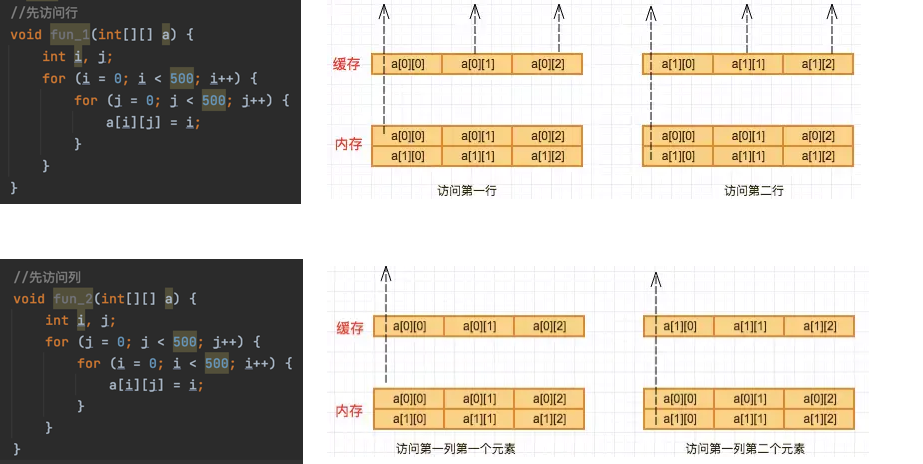 //先访问行
void fun_1(int[][] a) {
int i, j;
for (i = 0; i < 500; i++) {
for (j = 0; j < 500; j++) {
a[i][j] = i;
}
}
}
缓存 a[0][0] a[0][1] a[0][2]
内存 a[0][0] a[0][1] a[0][2]
a[1][0] a[1][1] a[1][2]
访问第一行
a[1][0] a[1][1] a[1][2]
a[0][0] a[0][1] a[0][2]
a[1][0] a[1][1] a[1][2]
访问第二行
//先访问列
void fun_2(int[][] a) {
int i, j;
for (j = 0; j < 500; j++) {
for (i = 0; i < 500; i++) {
a[i][j] = i;
}
}
}
缓存 a[0][0] a[0][1] a[0][2]
内存 a[0][0] a[0][1] a[0][2]
a[1][0] a[1][1] a[1][2]
访问第一列第一个元素
a[1][0] a[1][1] a[1][2]
a[0][0] a[0][1] a[0][2]
a[1][0] a[1][1] a[1][2]
访问第一列第二个元素